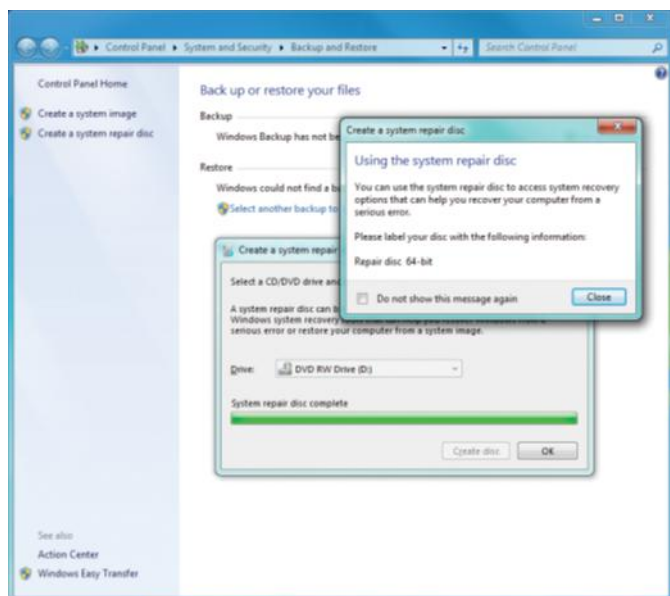 Control Panel ▸ System and Security ▸ Backup and Restore
Search Control Panel
Control Panel Home
Create a system image
Create a system repair disc
Back up or restore your files
Backup
Windows Backup has not be
Restore
Windows could not find a b
Select another backup to
Create a system repair
Select a CD/DVD drive and
A system repair disc can b
Windows system recovery
serious error or restore your computer from a system image.
Drive:
DVD RW Drive (D:)
System repair disc complete
Create disc
OK
Create a system repair disc
Using the system repair disc
You can use the system repair disc to access system recovery
options that can help you recover your computer from a
serious error.
Please label your disc with the following information:
Repair disc 64-bit
Do not show this message again
Close
See also
Action Center
Windows Easy Transfer